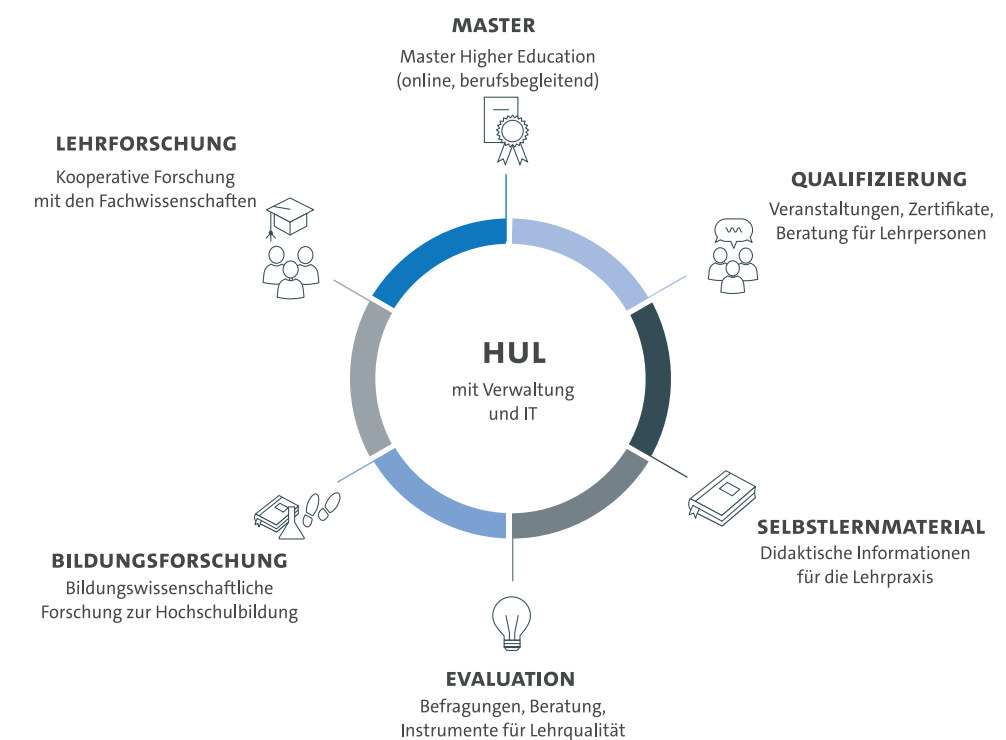 MASTER
Master Higher Education
(online, berufsbegleitend)
LEHRFORSCHUNG
Kooperative Forschung
mit den Fachwissenschaften
QUALIFIZIERUNG
Veranstaltungen, Zertifikate,
Beratung für Lehrpersonen
HUL
mit Verwaltung
und IT
BILDUNGSFORSCHUNG
Bildungswissenschaftliche
Forschung zur Hochschulbildung
SELBSTLERNMATERIAL
Didaktische Informationen
für die Lehrpraxis
EVALUATION
Befragungen, Beratung,
Instrumente für Lehrqualität